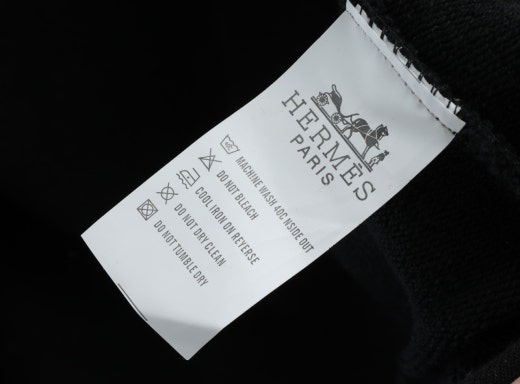 HERMÈS
PARIS
MACHINE WASH 40C NSIDE OUT
DO NOT BLEACH
COOL IRON ON REVERSE
DO NOT DRY CLEAN
DO NOT TUMBLE DRY